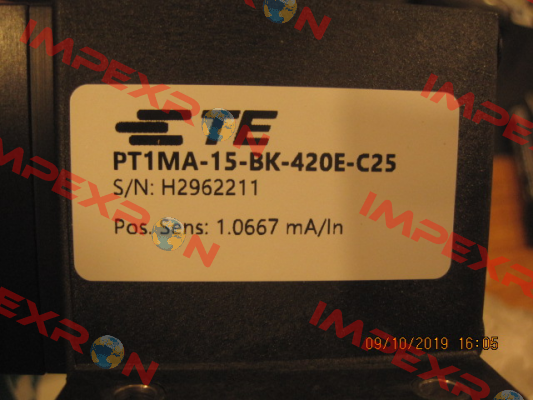 TE
PT1MA-15-BK-420E-C25
S/N: H2962211
Pos. Sens: 1.0667 mA/In
09/10/2019 16:05
IMPEXRON
IMPEXRON
IMPEXRON
IMPEXRON
IMPEXRON
IMPEXRON